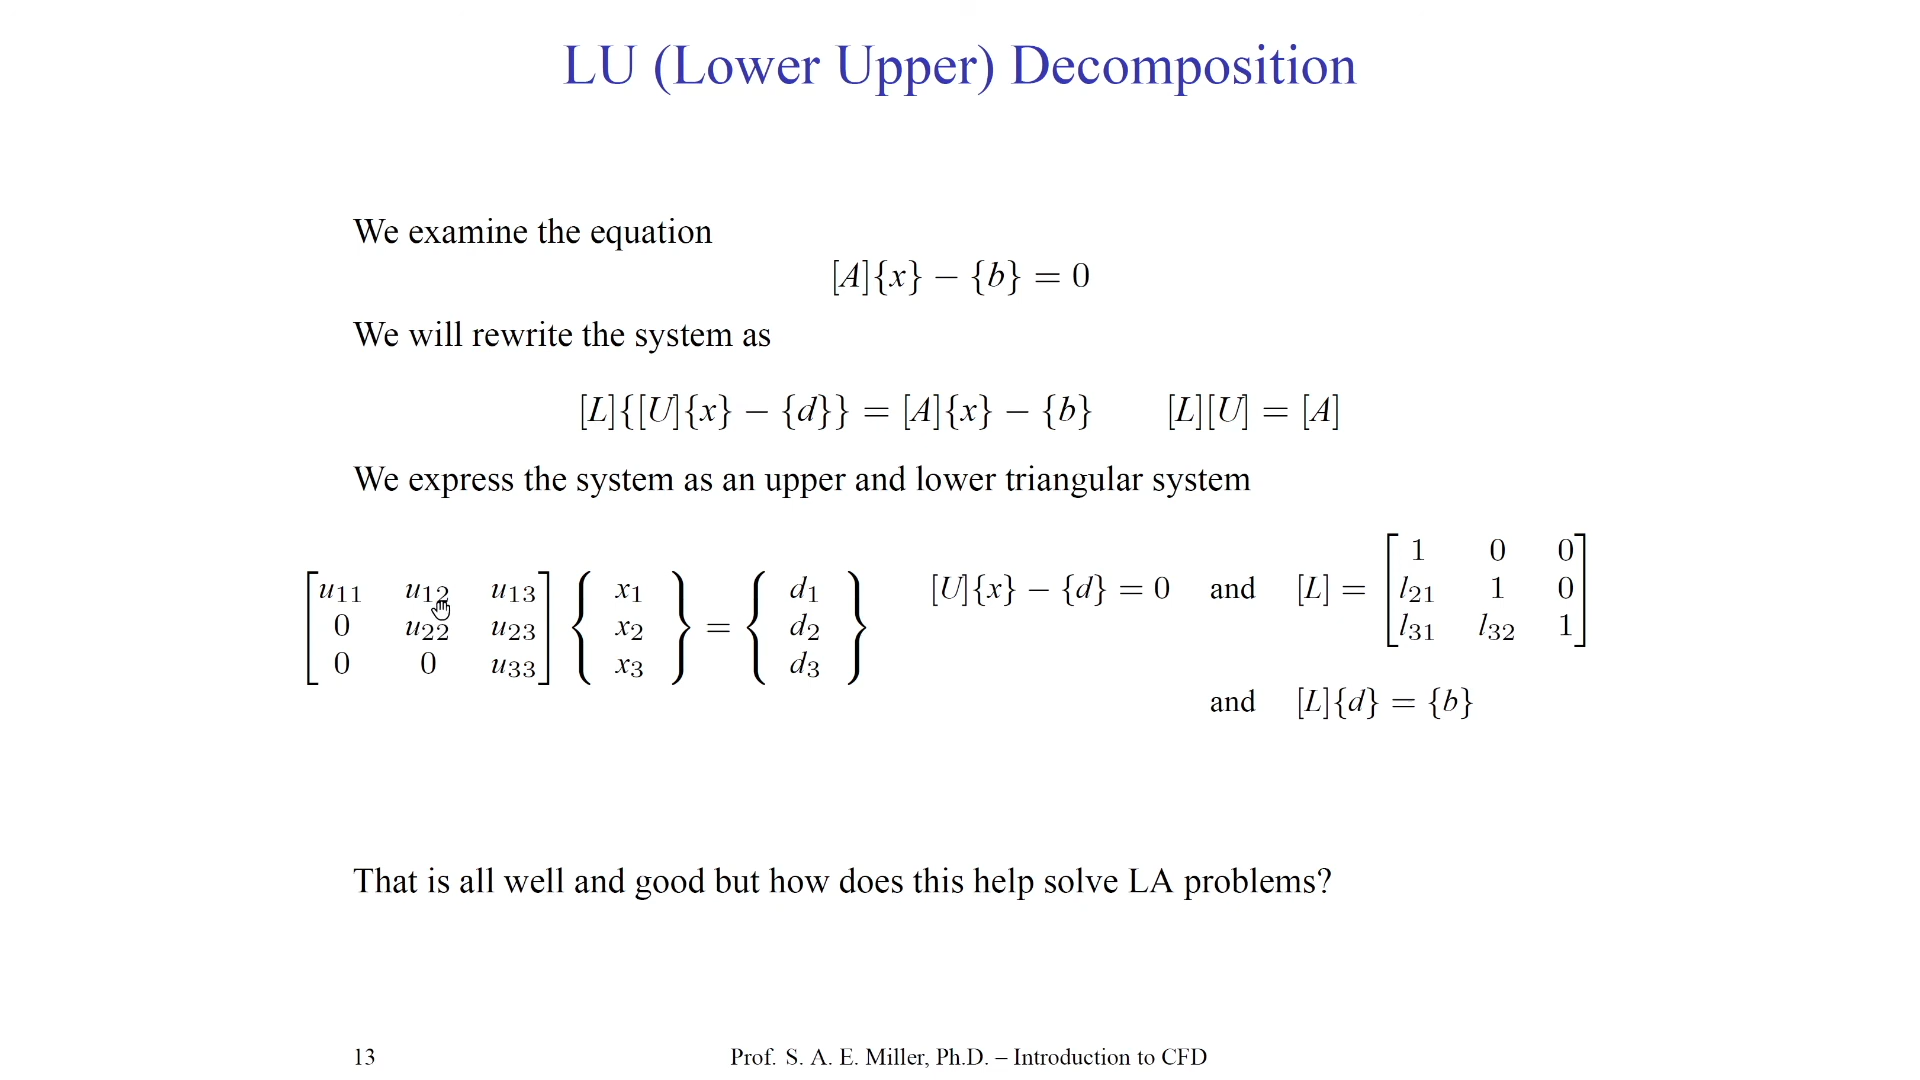 LU (Lower Upper) Decomposition
We examine the equation
[A]{x} − {b} = 0
We will rewrite the system as
[L]{[U]{x} − {d}} = [A]{x} − {b} [L][U] = [A]
We express the system as an upper and lower triangular system
[u11 u12 u13; 0 u22 u23; 0 0 u33] {x1; x2; x3} = {d1; d2; d3} [U]{x} − {d} = 0 and [L] = [1 0 0; l21 1 0; l31 l32 1]
and [L]{d} = {b}
That is all well and good but how does this help solve LA problems?
13 Prof. S. A. E. Miller, Ph.D. – Introduction to CFD